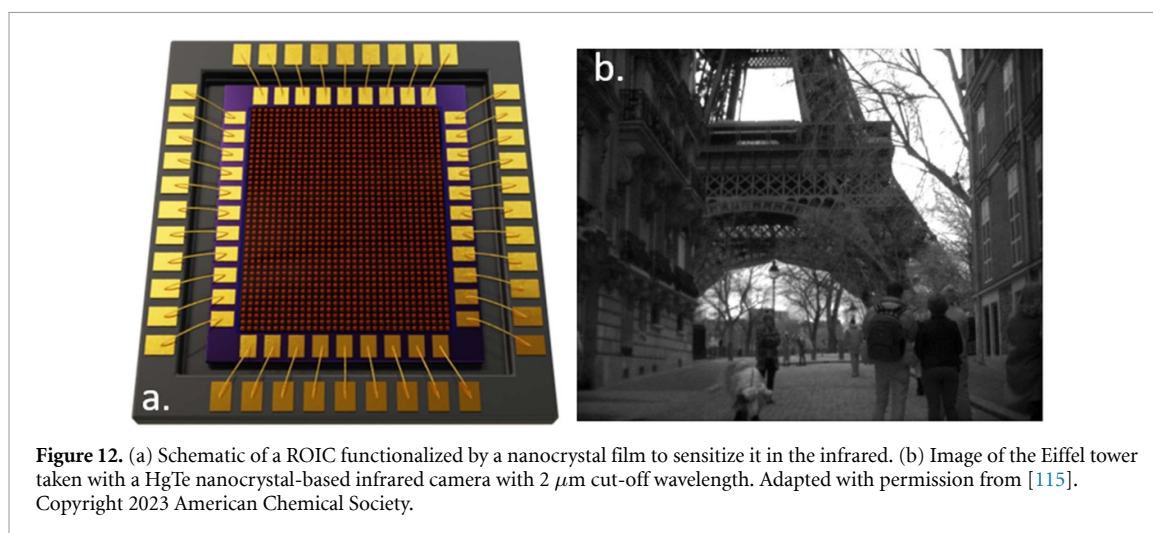 a.
b.
Figure 12. (a) Schematic of a ROIC functionalized by a nanocrystal film to sensitize it in the infrared. (b) Image of the Eiffel tower
taken with a HgTe nanocrystal-based infrared camera with 2 μm cut-off wavelength. Adapted with permission from [115].
Copyright 2023 American Chemical Society.